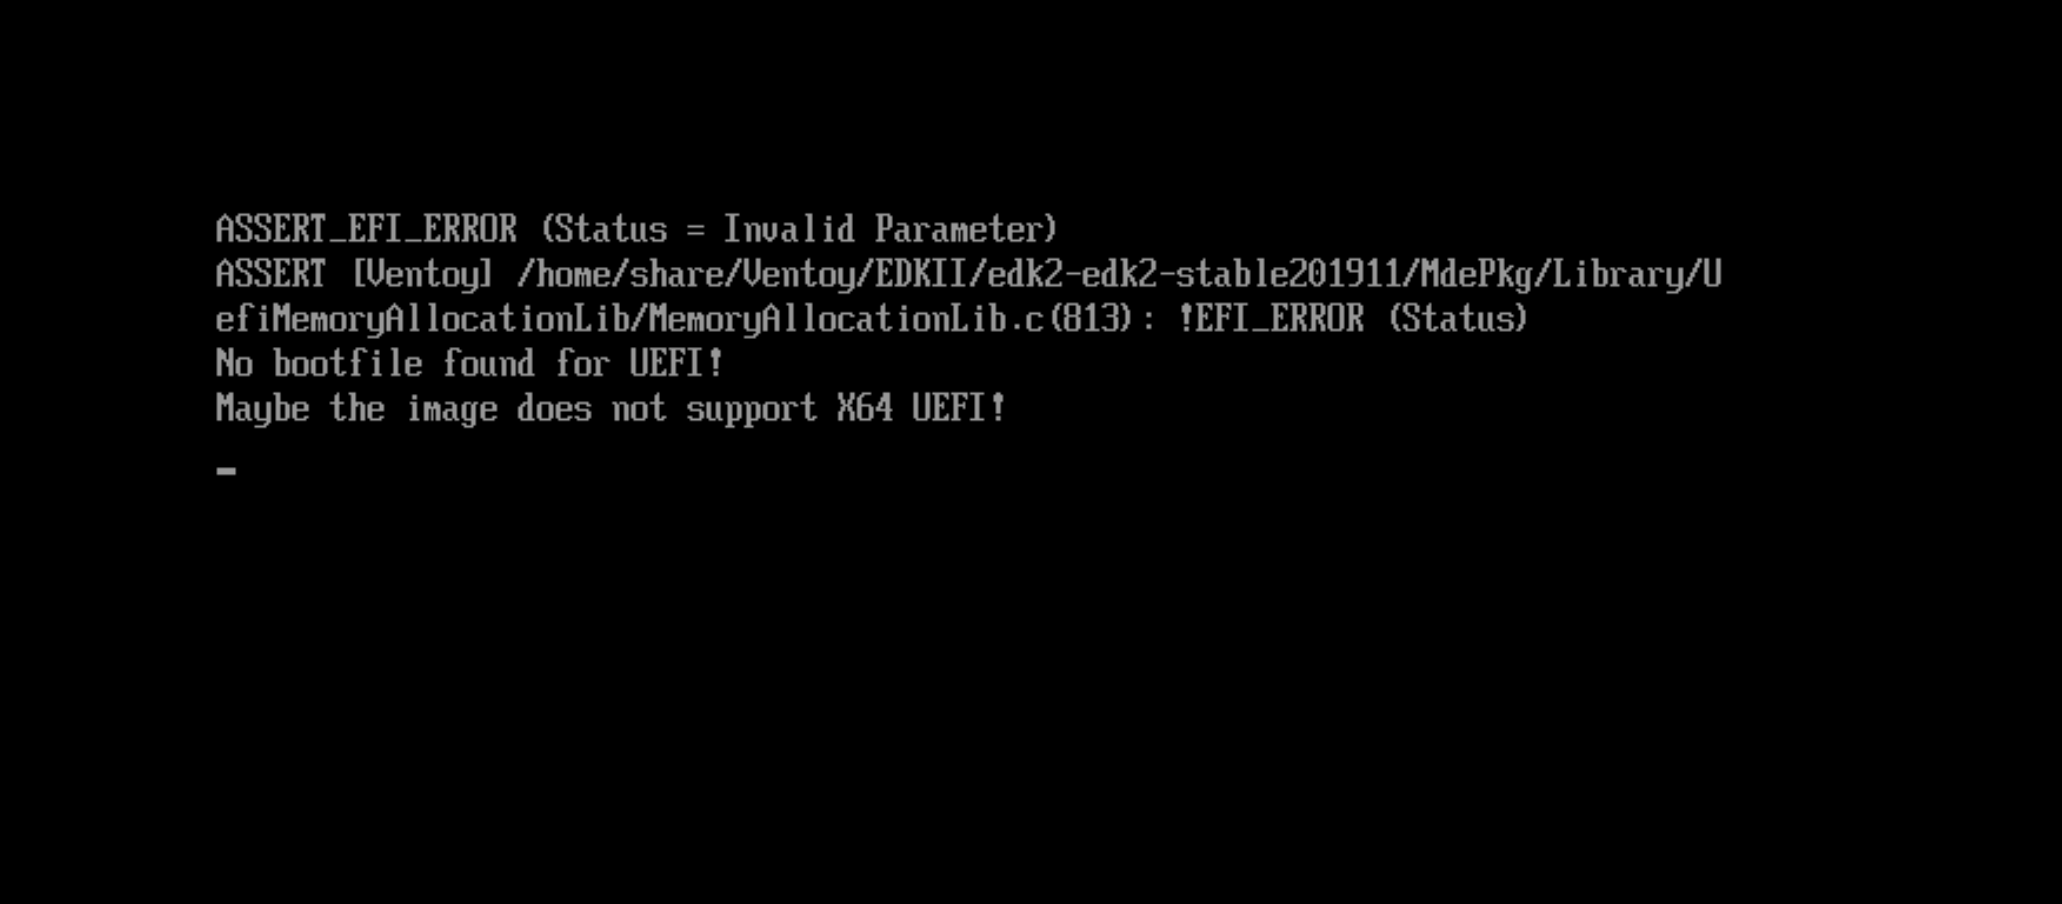 ASSERT_EFI_ERROR (Status = Invalid Parameter)
ASSERT [Ventoy] /home/share/Ventoy/EDKII/edk2-edk2-stable201911/MdePkg/Library/U
efiMemoryAllocationLib/MemoryAllocationLib.c(813): !EFI_ERROR (Status)
No bootfile found for UEFI!
Maybe the image does not support X64 UEFI!